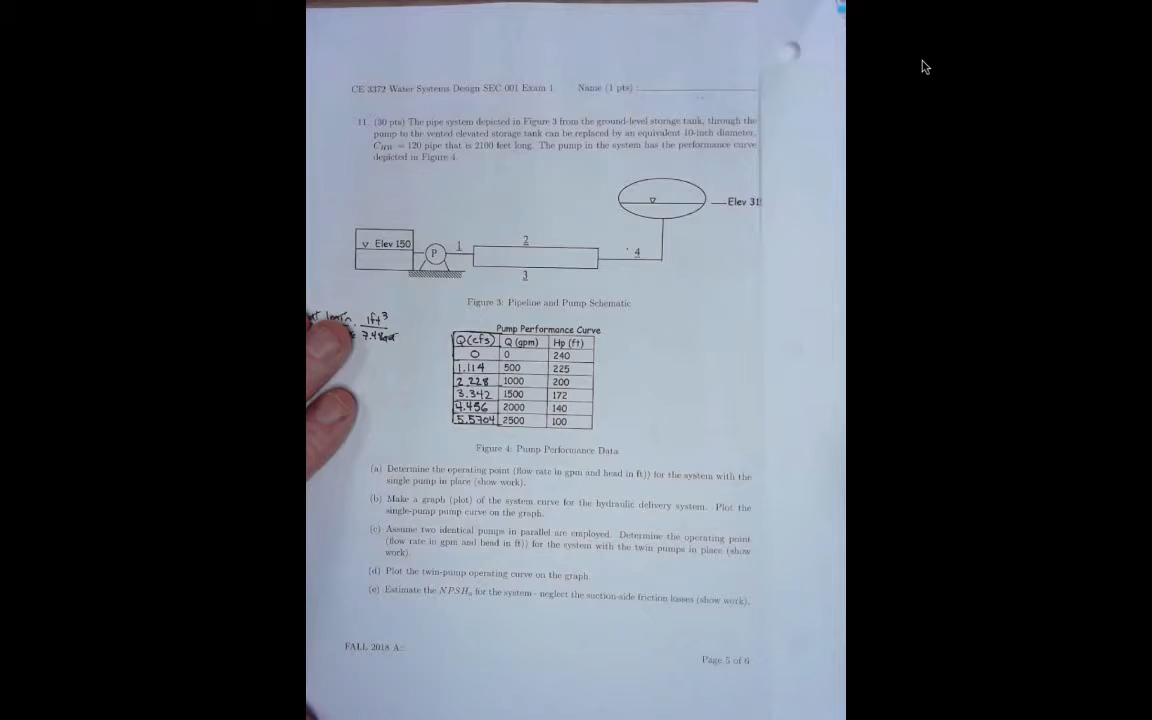 CE 3372 Water Systems Design SEC 001 Exam 1 Name (1 pts) :
11. (30 pts) The pipe system depicted in Figure 3 from the ground-level storage tank, through the
pump to the vented elevated storage tank can be replaced by an equivalent 10-inch diameter,
CHW = 120 pipe that is 2100 feet long. The pump in the system has the performance curve
depicted in Figure 4.
Elev 31
2
Elev 150
P
1
4
3
Figure 3: Pipeline and Pump Schematic
1ft3
7.48gal
Pump Performance Curve
Q(cfs) Q (gpm) Hp (ft)
0 0 240
1.114 500 225
2.228 1000 200
3.342 1500 172
4.456 2000 140
5.5704 2500 100
Figure 4: Pump Performance Data
(a) Determine the operating point (flow rate in gpm and head in ft)) for the system with the
single pump in place (show work).
(b) Make a graph (plot) of the system curve for the hydraulic delivery system. Plot the
single-pump pump curve on the graph.
(c) Assume two identical pumps in parallel are employed. Determine the operating point
(flow rate in gpm and head in ft)) for the system with the twin pumps in place (show
work).
(d) Plot the twin-pump operating curve on the graph.
(e) Estimate the NPSHa for the system - neglect the suction-side friction losses (show work).
FALL 2018 A:
Page 5 of 6